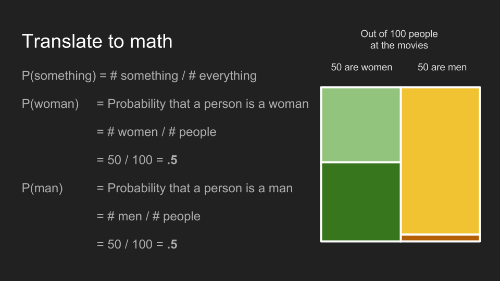 Translate to math
P(something) = # something / # everything
P(woman) = Probability that a person is a woman
= # women / # people
= 50 / 100 = .5
P(man) = Probability that a person is a man
= # men / # people
= 50 / 100 = .5
Out of 100 people
at the movies
50 are women 50 are men